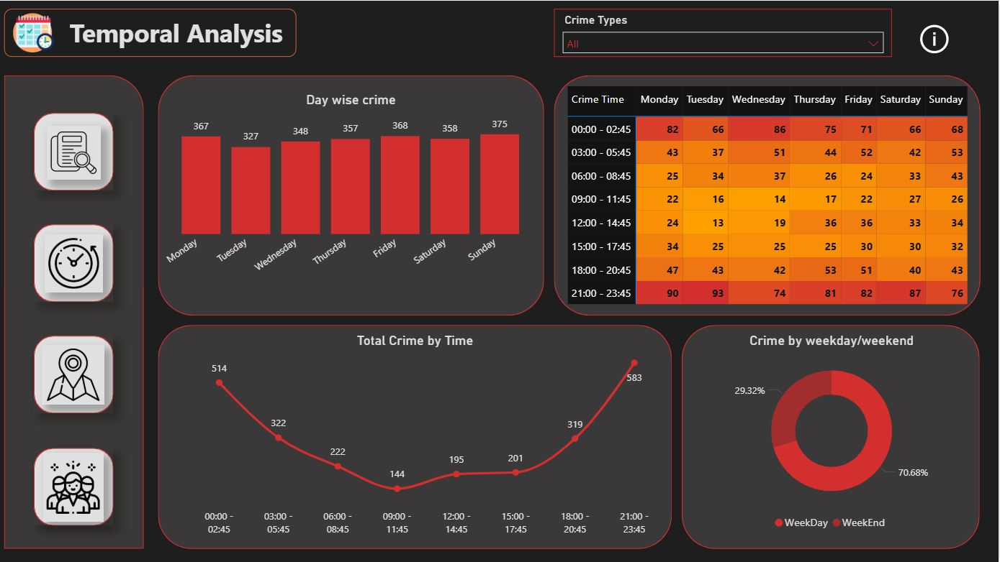 Temporal Analysis
Crime Types
All
i
Day wise crime
367 327 348 357 368 358 375
Monday Tuesday Wednesday Thursday Friday Saturday Sunday
Crime Time Monday Tuesday Wednesday Thursday Friday Saturday Sunday
00:00 - 02:45 82 66 86 75 71 66 68
03:00 - 05:45 43 37 51 44 52 42 53
06:00 - 08:45 25 34 37 26 24 33 43
09:00 - 11:45 22 16 14 17 22 27 26
12:00 - 14:45 24 13 19 36 36 33 34
15:00 - 17:45 34 25 25 25 30 30 32
18:00 - 20:45 47 43 42 53 51 40 43
21:00 - 23:45 90 93 74 81 82 87 76
Total Crime by Time
514 322 222 144 195 201 319 583
00:00 - 03:00 - 06:00 - 09:00 - 12:00 - 15:00 - 18:00 - 21:00 -
02:45 05:45 08:45 11:45 14:45 17:45 20:45 23:45
Crime by weekday/weekend
29.32%
70.68%
WeekDay WeekEnd